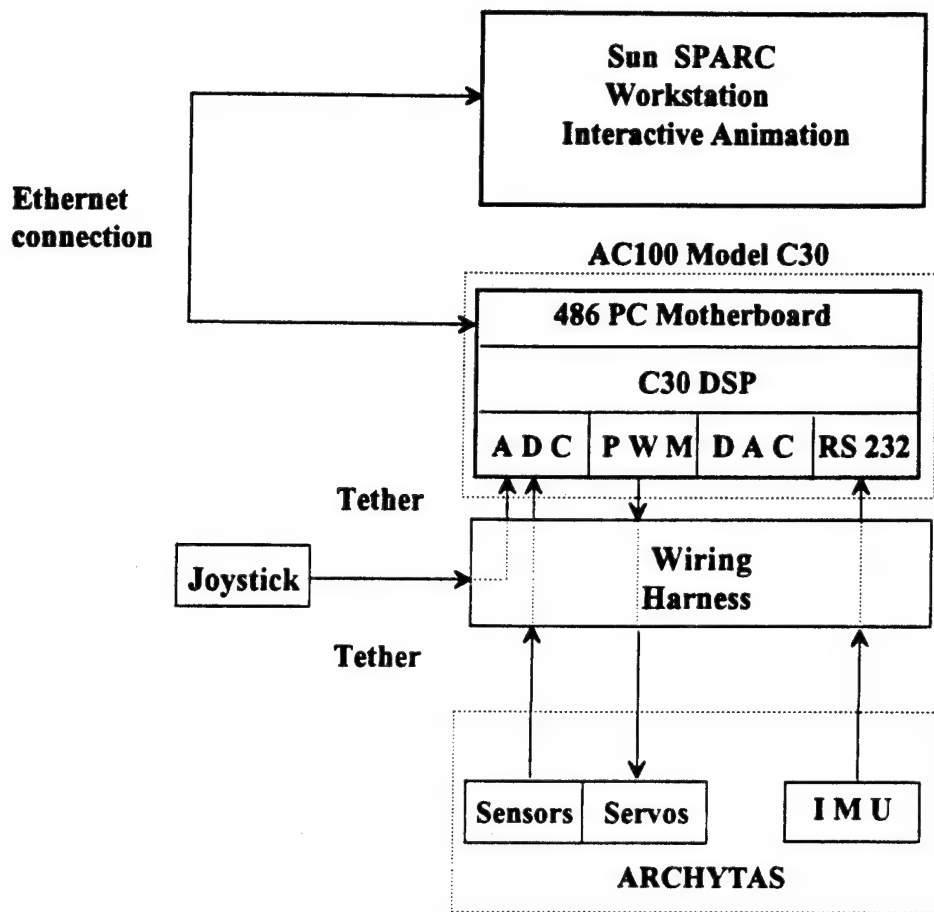 Sun SPARC
Workstation
Interactive Animation
Ethernet
connection
AC100 Model C30
486 PC Motherboard
C30 DSP
A D C P W M D A C RS 232
Tether
Joystick
Wiring
Harness
Tether
Sensors Servos I M U
ARCHYTAS